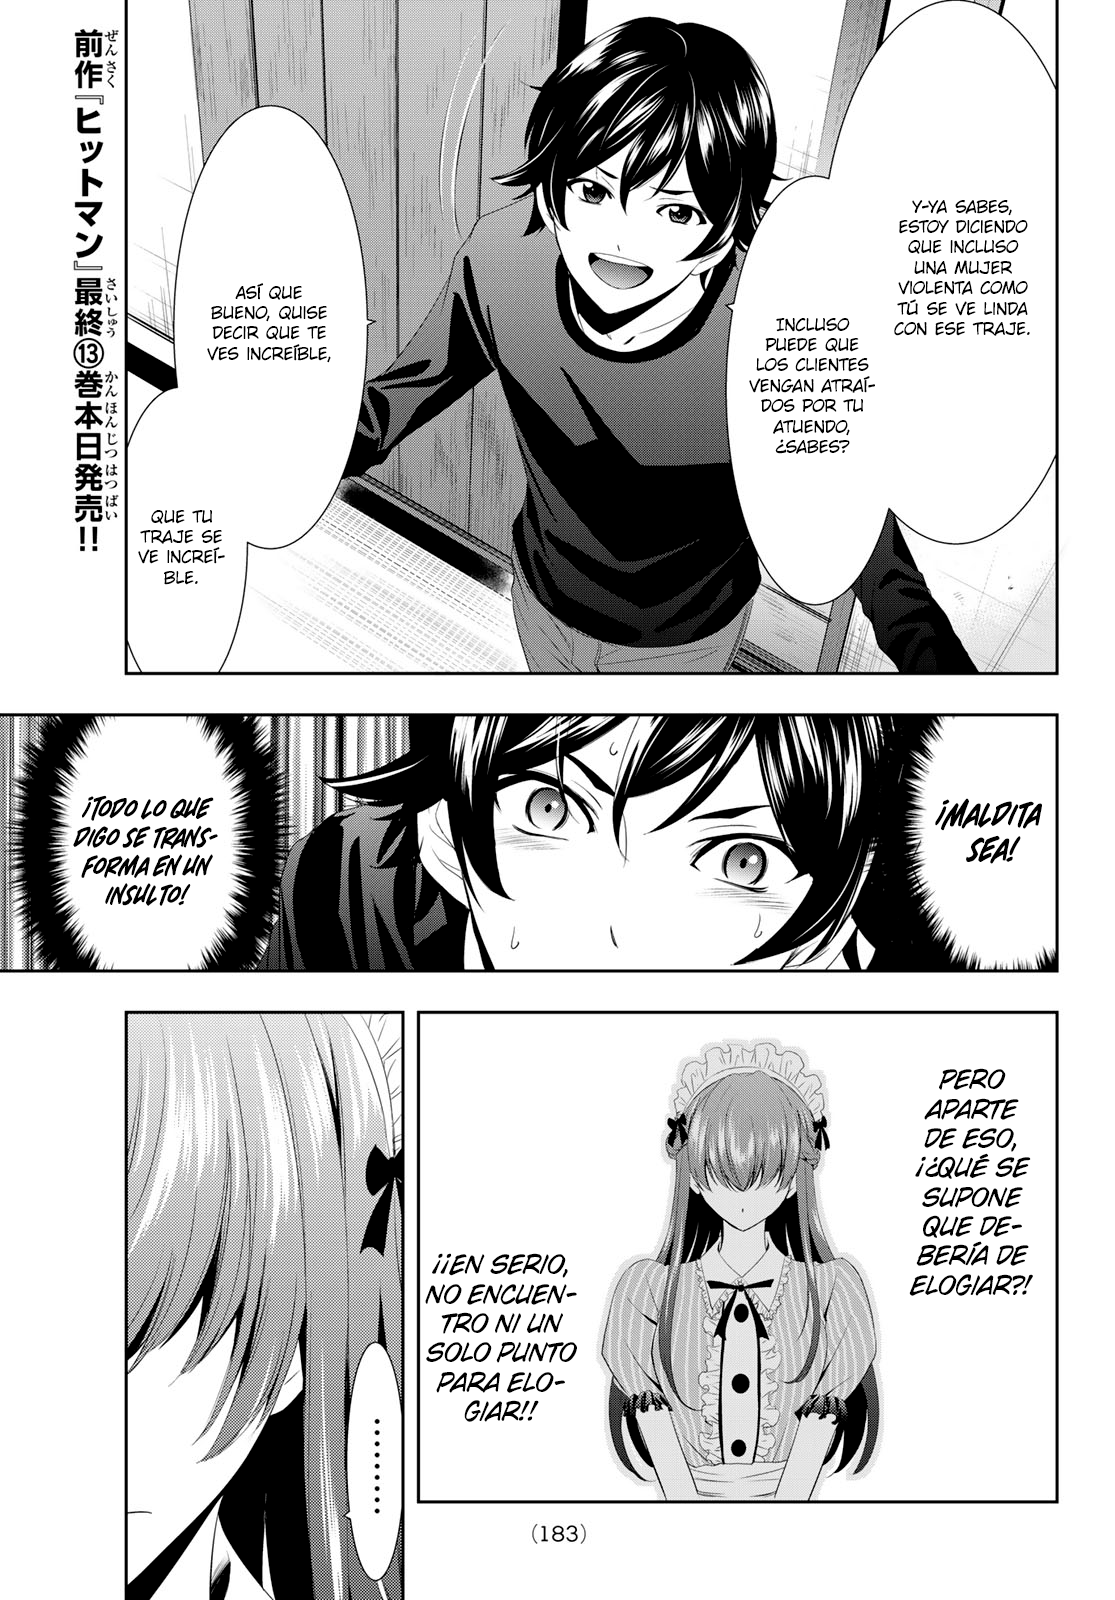 Y-YA SABES,
ESTOY DICIENDO
QUE INCLUSO
UNA MUJER
VIOLENTA COMO
TÚ SE VE LINDA
CON ESE TRAJE.
INCLUSO
PUEDE QUE
LOS CLIENTES
VENGAN ATRAÍ-
DOS POR TU
ATUENDO,
¿SABES?
ASÍ QUE
BUENO, QUISE
DECIR QUE TE
VES INCREÍBLE,
QUE TU
TRAJE SE
VE INCREÍ-
BLE.
前作『ヒットマン』最終⑬巻本日発売!!
ぜんさく
さいしゅう
かんほんじつはつばい
¡MALDITA
SEA!
¡TODO LO QUE
DIGO SE TRANS-
FORMA EN UN
INSULTO!
PERO
APARTE
DE ESO,
¡¿QUÉ SE
SUPONE
QUE DE-
BERÍA DE
ELOGIAR?!
¡¡EN SERIO,
NO ENCUEN-
TRO NI UN
SOLO PUNTO
PARA ELO-
GIAR!!
.........
(183)